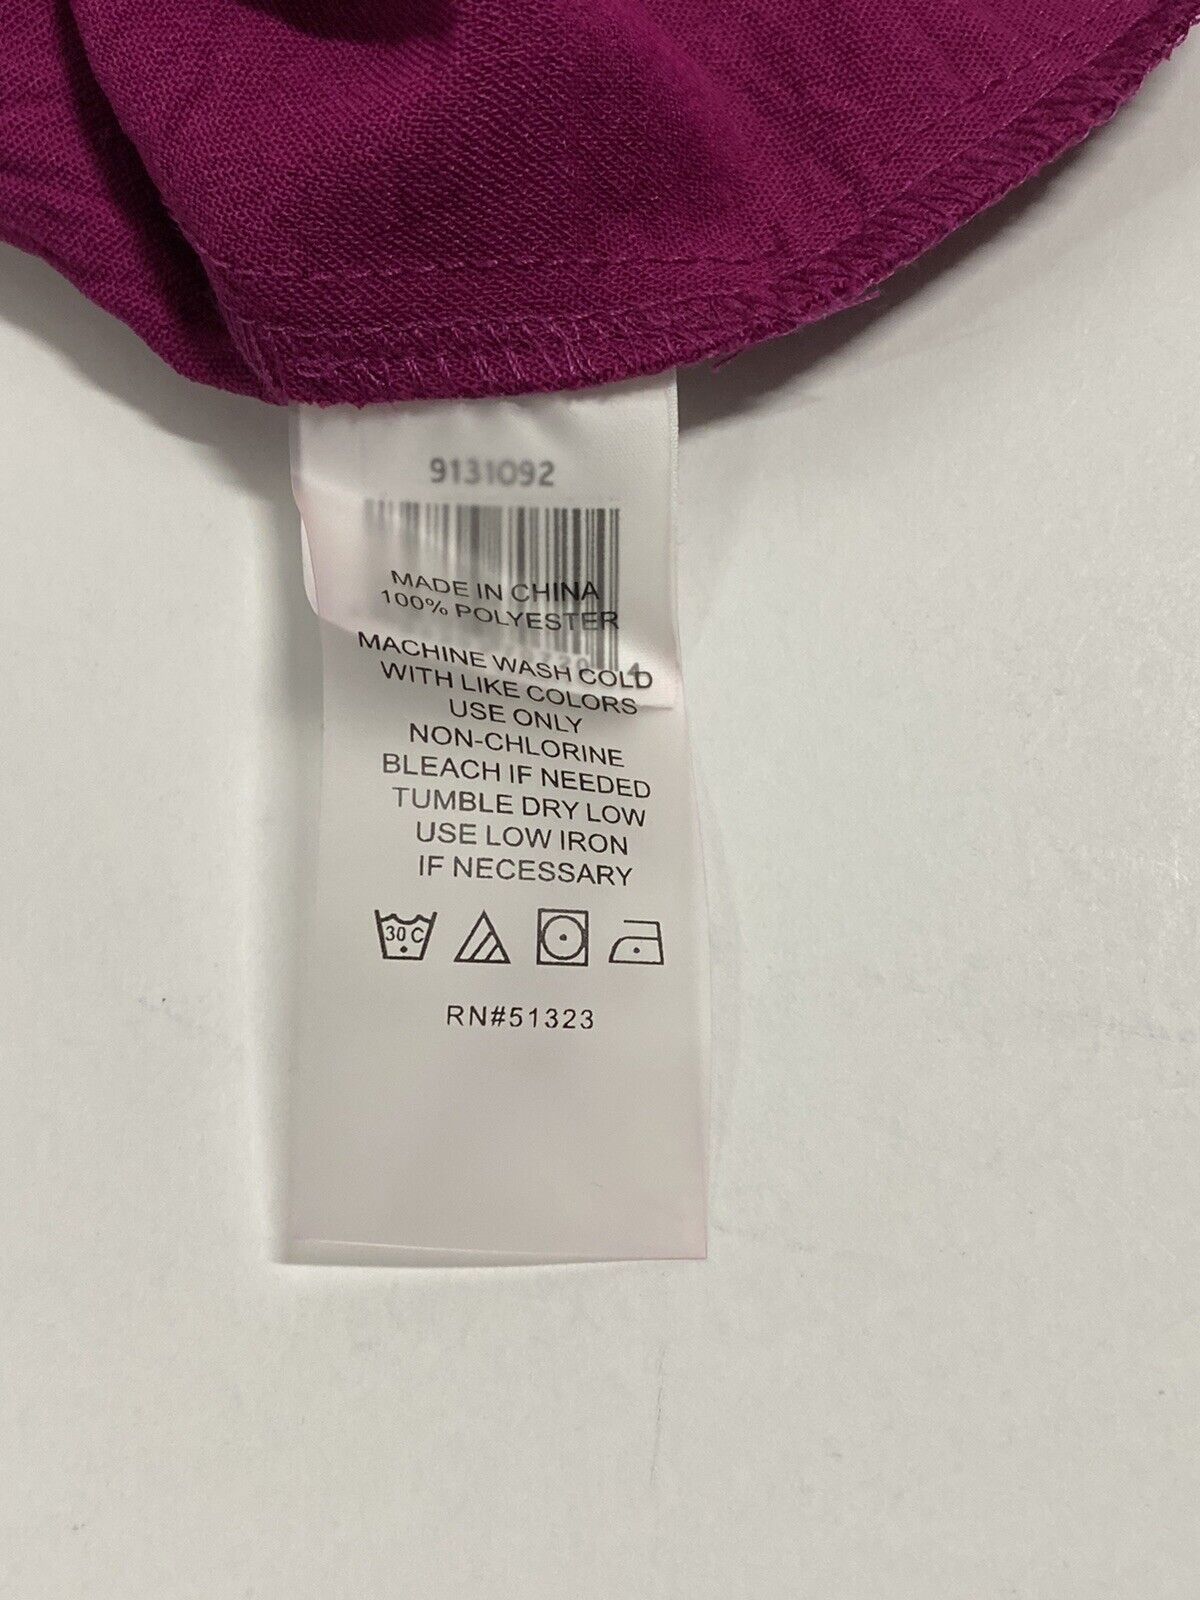 9131092
MADE IN CHINA
100% POLYESTER
MACHINE WASH COLD
WITH LIKE COLORS
USE ONLY
NON-CHLORINE
BLEACH IF NEEDED
TUMBLE DRY LOW
USE LOW IRON
IF NECESSARY
30 C
RN#51323